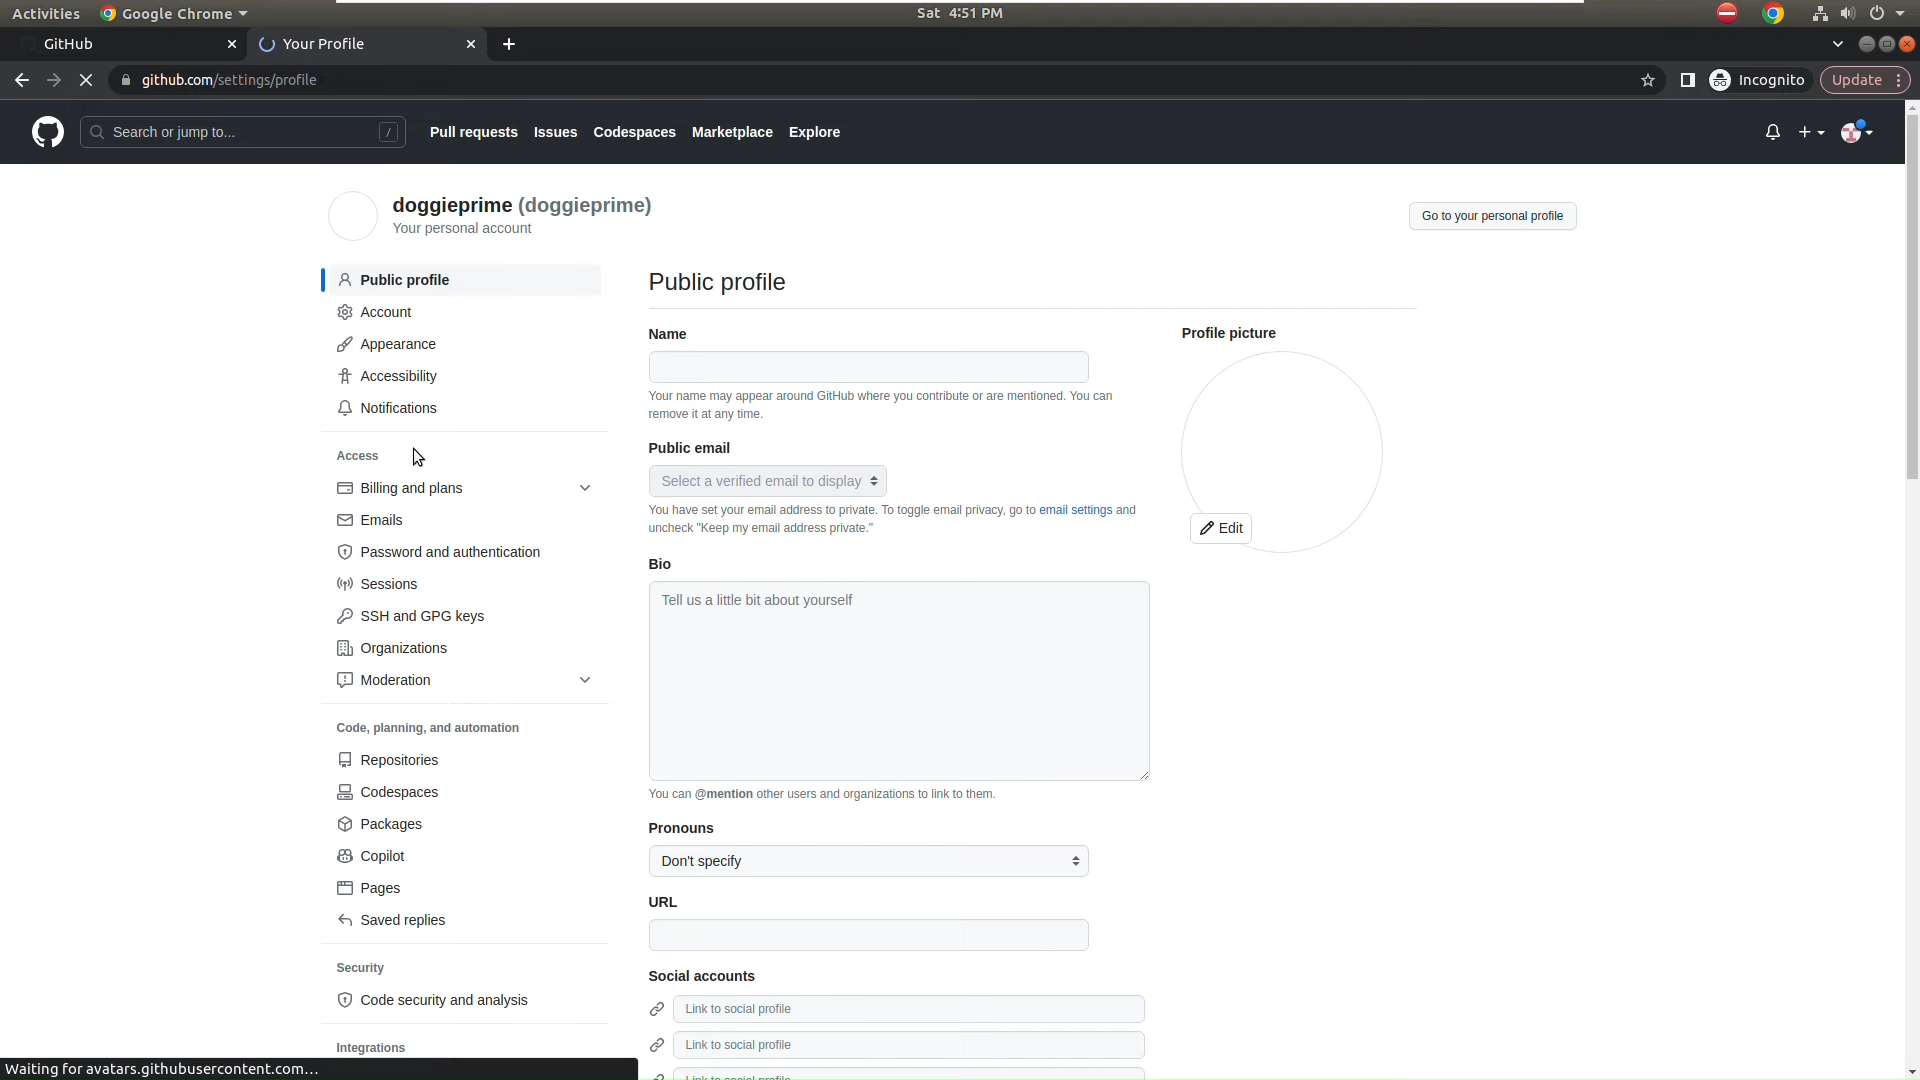 Activities Google Chrome Sat 4:51 PM
GitHub Your Profile
github.com/settings/profile Incognito Update
Search or jump to... / Pull requests Issues Codespaces Marketplace Explore
doggieprime (doggieprime)
Your personal account
Go to your personal profile
Public profile
Account
Appearance
Accessibility
Notifications
Access
Billing and plans
Emails
Password and authentication
Sessions
SSH and GPG keys
Organizations
Moderation
Code, planning, and automation
Repositories
Codespaces
Packages
Copilot
Pages
Saved replies
Security
Code security and analysis
Integrations
Public profile
Name
Your name may appear around GitHub where you contribute or are mentioned. You can
remove it at any time.
Public email
Select a verified email to display
You have set your email address to private. To toggle email privacy, go to email settings and
uncheck "Keep my email address private."
Bio
Tell us a little bit about yourself
You can @mention other users and organizations to link to them.
Pronouns
Don't specify
URL
Social accounts
Link to social profile
Link to social profile
Link to social profile
Profile picture
Edit
Waiting for avatars.githubusercontent.com...